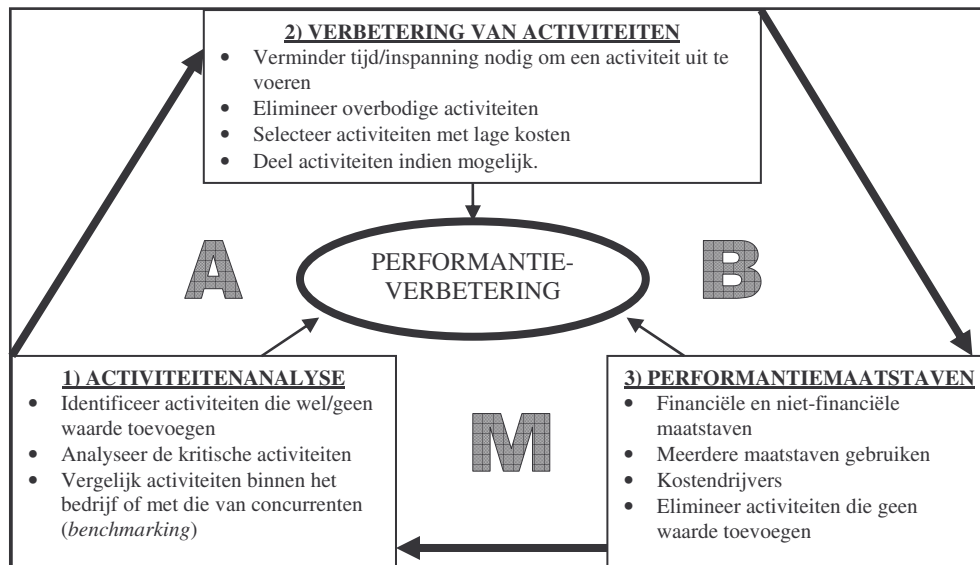 2) VERBETERING VAN ACTIVITEITEN
• Verminder tijd/inspanning nodig om een activiteit uit te
voeren
• Elimineer overbodige activiteiten
• Selecteer activiteiten met lage kosten
• Deel activiteiten indien mogelijk.
A
PERFORMANTIE-
VERBETERING
B
1) ACTIVITEITENANALYSE
• Identificeer activiteiten die wel/geen
waarde toevoegen
• Analyseer de kritische activiteiten
• Vergelijk activiteiten binnen het
bedrijf of met die van concurrenten
(benchmarking)
M
3) PERFORMANTIEMAATSTAVEN
• Financiële en niet-financiële
maatstaven
• Meerdere maatstaven gebruiken
• Kostendrijvers
• Elimineer activiteiten die geen
waarde toevoegen